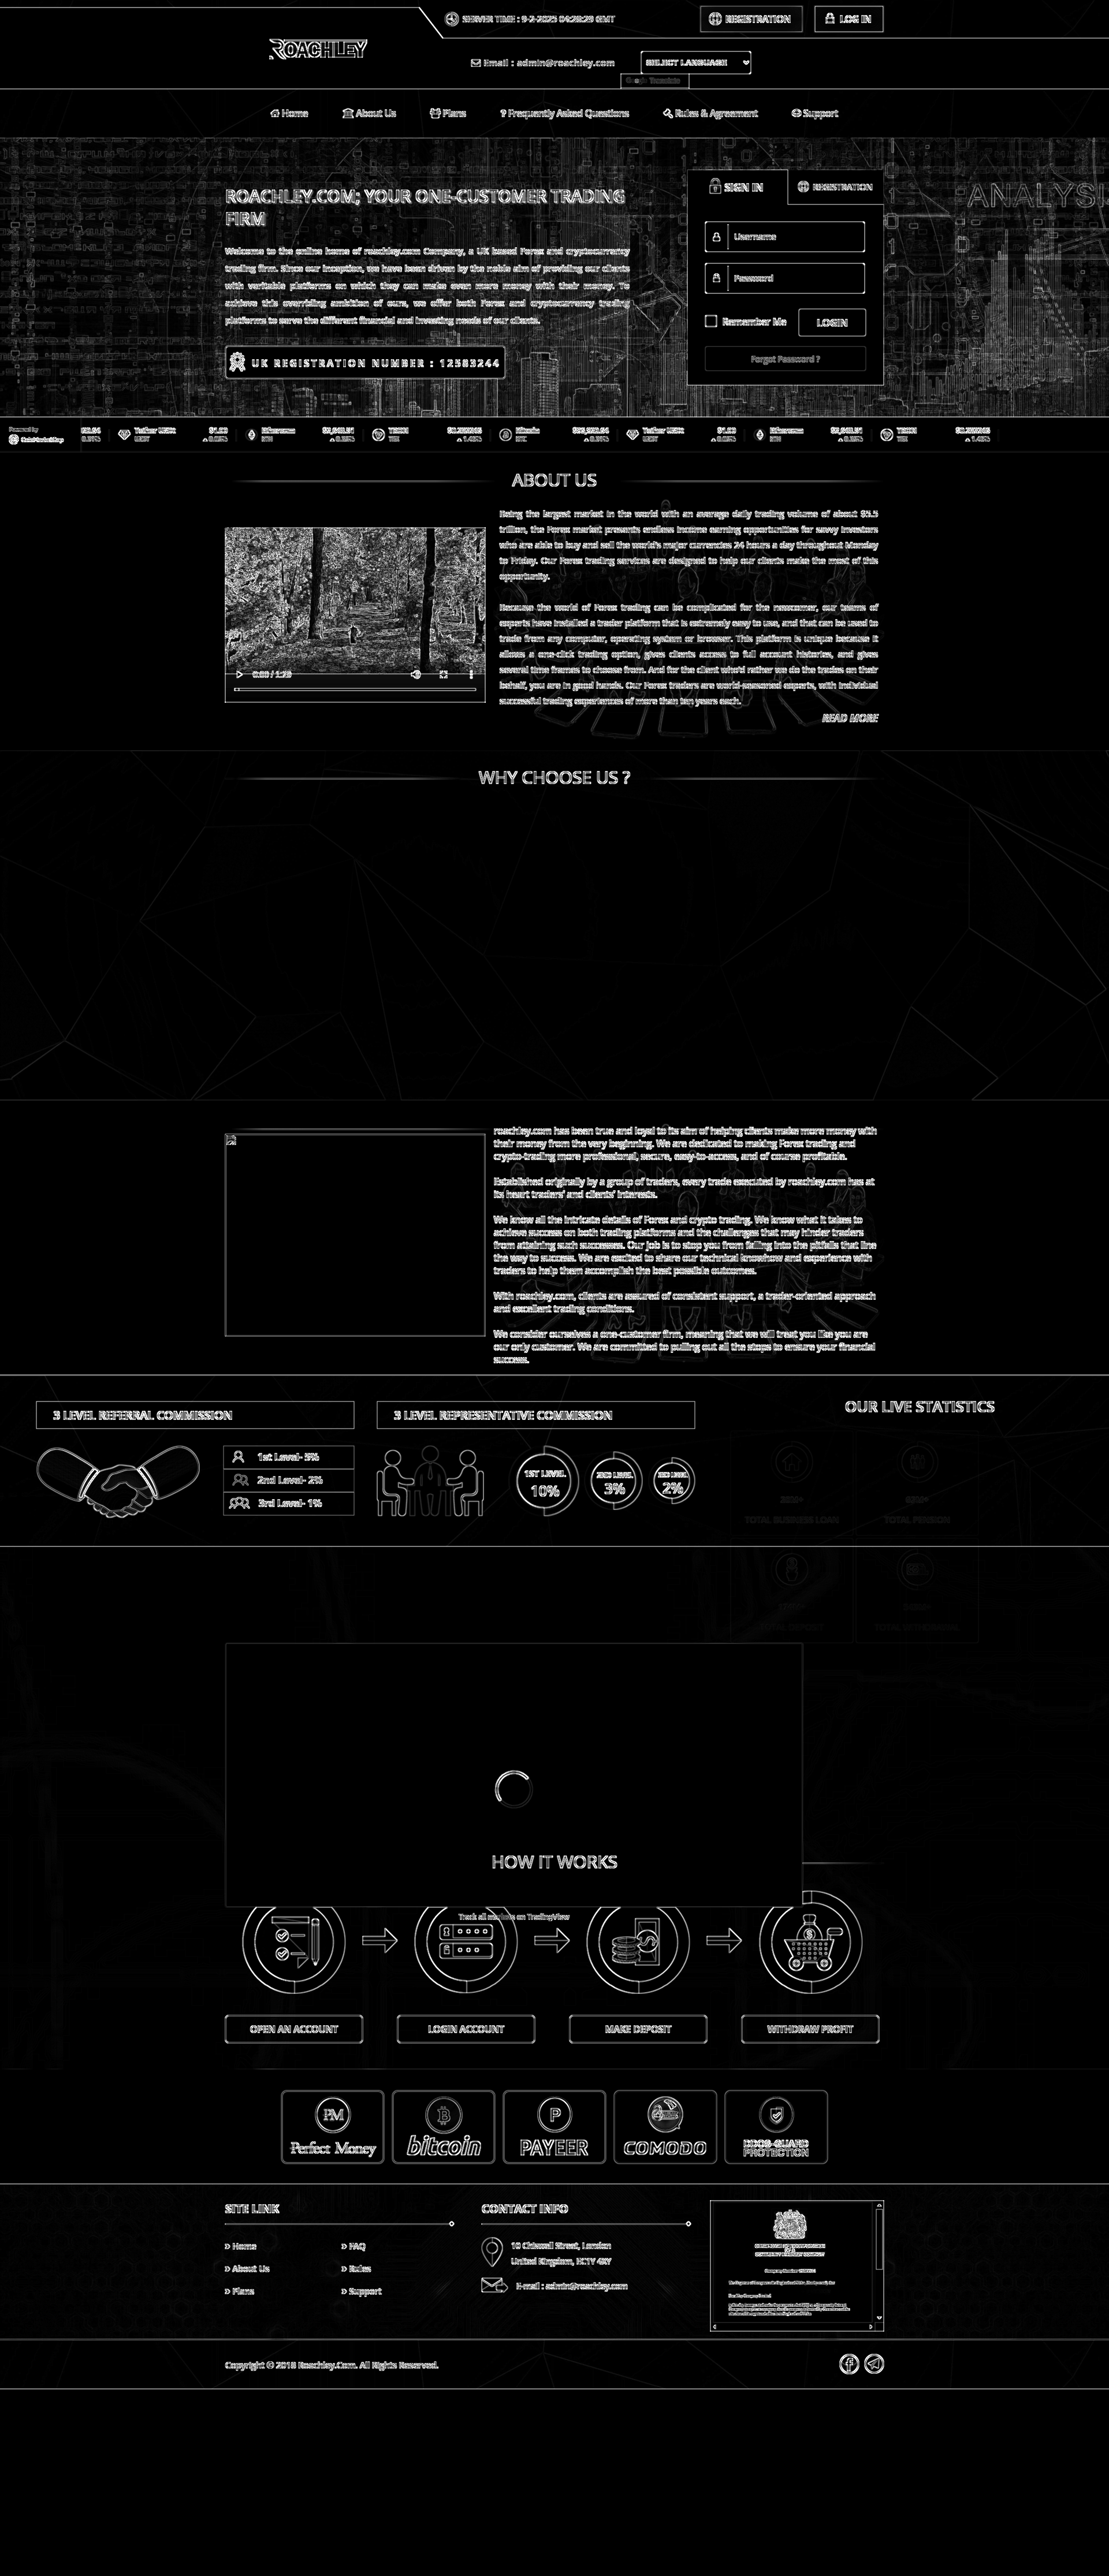 SERVER TIME : 9-2-2025 04:28:29 GMT
REGISTRATION
LOG IN
ROACHLEY
Email : admin@roachley.com
SELECT LANGUAGE
Google Translate
Home
About Us
Plans
? Frequently Asked Questions
Rules & Agreement
Support
ROACHLEY.COM; YOUR ONE-CUSTOMER TRADING
FIRM
Welcome to the online home of roachley.com Company, a UK based Forex and cryptocurrency
trading firm. Since our inception, we have been driven by the noble aim of providing our clients
with veritable platforms on which they can make even more money with their money. To
achieve this overriding ambition of ours, we offer both Forex and cryptocurrency trading
platforms to serve the different financial and investing needs of our clients.
UK REGISTRATION NUMBER : 12583244
SIGN IN
REGISTRATION
Username
Password
Remember Me
LOGIN
Forgot Password ?
ANALYSI
Powered by
CoinMarketCap
Tether USDt
USDT
$1.00
Ethereum
ETH
TRON
TRX
Bitcoin
BTC
Tether USDt
USDT
$1.00
Ethereum
ETH
TRON
TRX
ABOUT US
Being the largest market in the world with an average daily trading volume of about $5.5
trillion, the Forex market presents endless income earning opportunities for savvy investors
who are able to buy and sell the world's major currencies 24 hours a day throughout Monday
to Friday. Our Forex trading services are designed to help our clients make the most of this
opportunity.
Because the world of Forex trading can be complicated for the newcomer, our teams of
experts have installed a trader platform that is extremely easy to use, and that can be used to
trade from any computer, operating system or browser. This platform is unique because it
allows a one-click trading option, gives clients access to full account histories, and gives
several time frames to choose from. And for the client who'd rather we do the trades on their
behalf, you are in good hands. Our Forex traders are world-seasoned experts, with individual
successful trading experiences of more than ten years each.
READ MORE
0:00 / 1:29
WHY CHOOSE US ?
roachley.com has been true and loyal to its aim of helping clients make more money with
their money from the very beginning. We are dedicated to making Forex trading and
crypto-trading more professional, secure, easy-to-access, and of course profitable.
Established originally by a group of traders, every trade executed by roachley.com has at
its heart traders' and clients' interests.
We know all the intricate details of Forex and crypto trading. We know what it takes to
achieve success on both trading platforms and the challenges that may hinder traders
from attaining such successes. Our job is to stop you from falling into the pitfalls that line
the way to success. We are excited to share our technical knowhow and experience with
traders to help them accomplish the best possible outcomes.
With roachley.com, clients are assured of consistent support, a trader-oriented approach
and excellent trading conditions.
We consider ourselves a one-customer firm, meaning that we will treat you like you are
our only customer. We are committed to pulling out all the stops to ensure your financial
success.
3 LEVEL REFERRAL COMMISSION
1st Level- 5%
2nd Level- 2%
3rd Level- 1%
3 LEVEL REPRESENTATIVE COMMISSION
1ST LEVEL
10%
2ND LEVEL
3%
3RD LEVEL
2%
OUR LIVE STATISTICS
TOTAL BUSINESS LOAN
TOTAL PENSION
TOTAL DEPOSIT
TOTAL WITHDRAWAL
HOW IT WORKS
Track all markets on TradingView
OPEN AN ACCOUNT
LOGIN ACCOUNT
MAKE DEPOSIT
WITHDRAW PROFIT
PM
Perfect Money
bitcoin
P
PAYEER
COMODO
DDOS-GUARD
PROTECTION
SITE LINK
» Home
» FAQ
» About Us
» Rules
» Plans
» Support
CONTACT INFO
10 Chiswell Street, London
United Kingdom, EC1Y 4XY
E-mail : admin@roachley.com
Copyright © 2018 Roachley.Com. All Rights Reserved.